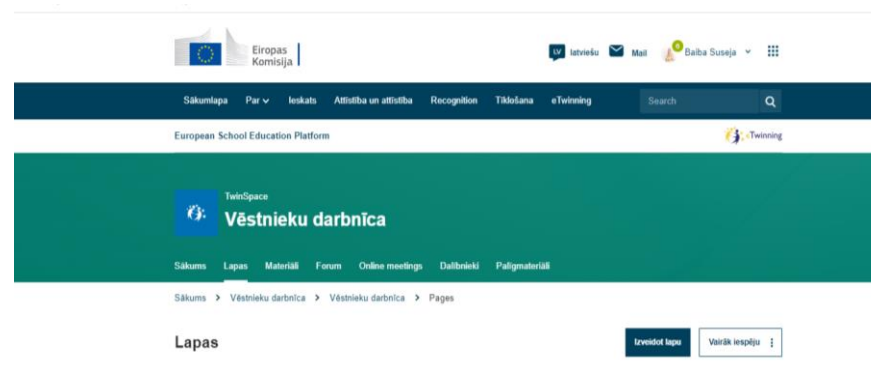 Eiropas
Komisija
LV latviešu Mail 0 Baiba Suseja
Sākumlapa Par Ieskats Attīstība un attīstība Recognition Tīklošana eTwinning Search
European School Education Platform
eTwinning
TwinSpace
Vēstnieku darbnīca
Sākums Lapas Materiāli Forum Online meetings Dalībnieki Palīgmateriāli
Sākums > Vēstnieku darbnīca > Vēstnieku darbnīca > Pages
Lapas Izveidot lapu Vairāk iespēju